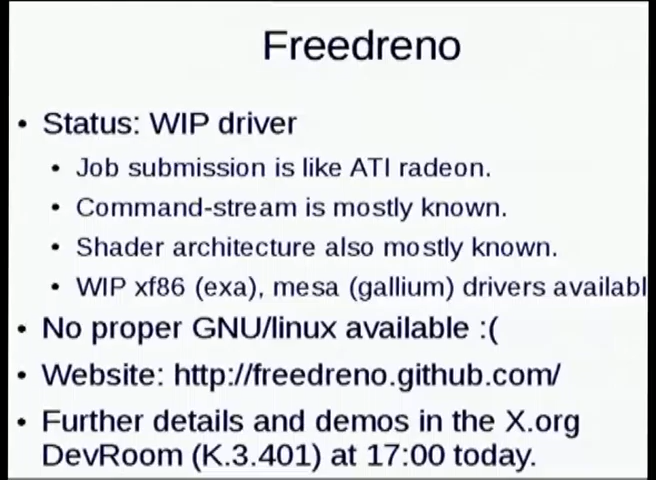 Freedreno
• Status: WIP driver
• Job submission is like ATI radeon.
• Command-stream is mostly known.
• Shader architecture also mostly known.
• WIP xf86 (exa), mesa (gallium) drivers availabl
• No proper GNU/linux available :(
• Website: http://freedreno.github.com/
• Further details and demos in the X.org
DevRoom (K.3.401) at 17:00 today.